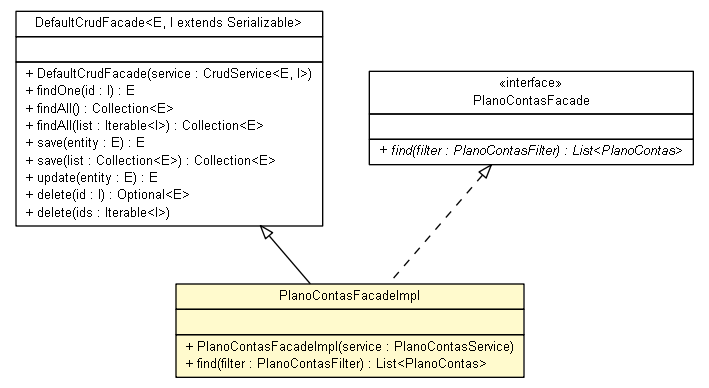 DefaultCrudFacade<E, I extends Serializable>
+ DefaultCrudFacade(service : CrudService<E, I>)
+ findOne(id : I) : E
+ findAll() : Collection<E>
+ findAll(list : Iterable<I>) : Collection<E>
+ save(entity : E) : E
+ save(list : Collection<E>) : Collection<E>
+ update(entity : E) : E
+ delete(id : I) : Optional<E>
+ delete(ids : Iterable<I>)
«interface»
PlanoContasFacade
+ find(filter : PlanoContasFilter) : List<PlanoContas>
PlanoContasFacadeImpl
+ PlanoContasFacadeImpl(service : PlanoContasService)
+ find(filter : PlanoContasFilter) : List<PlanoContas>